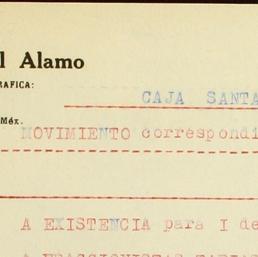 l Alamo
RAFICA:
CAJA SANTA
Méx.
MOVIMIENTO correspondi
A EXISTENCIA para I de